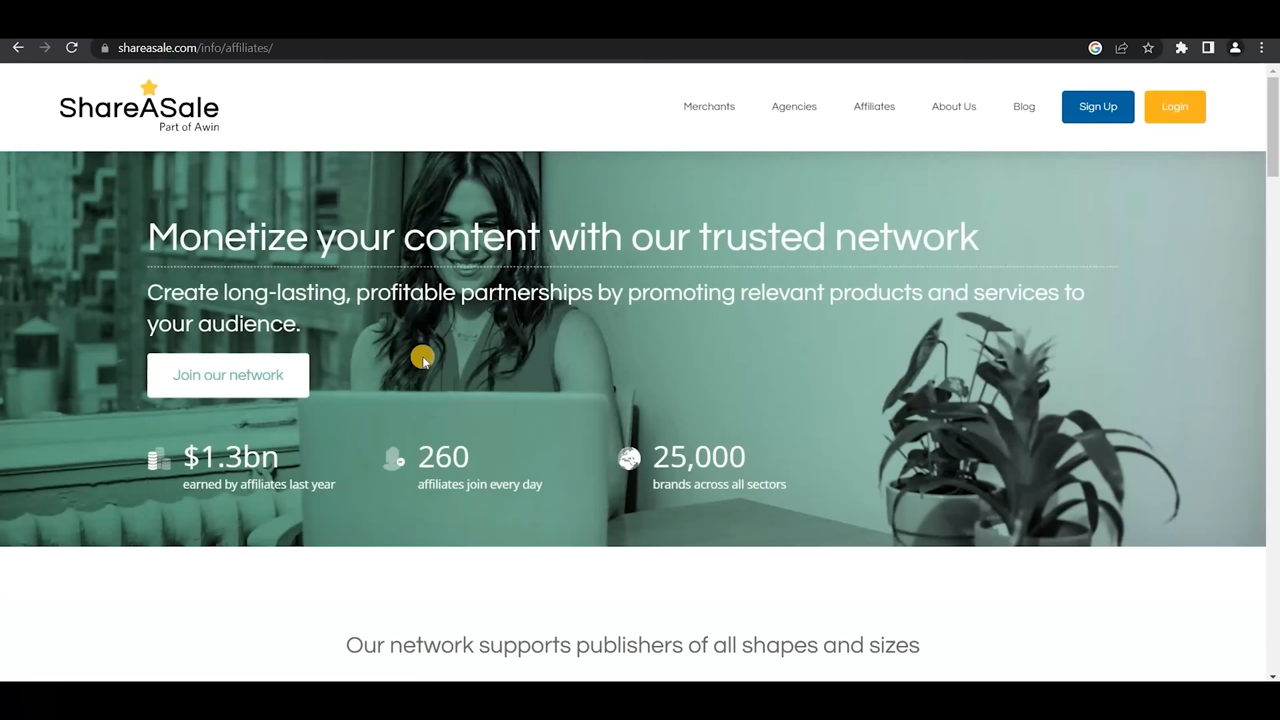 shareasale.com/info/affiliates/
ShareASale
Part of Awin
Merchants
Agencies
Affiliates
About Us
Blog
Sign Up
Login
Monetize your content with our trusted network
Create long-lasting, profitable partnerships by promoting relevant products and services to
your audience.
Join our network
$1.3bn
earned by affiliates last year
260
affiliates join every day
25,000
brands across all sectors
Our network supports publishers of all shapes and sizes